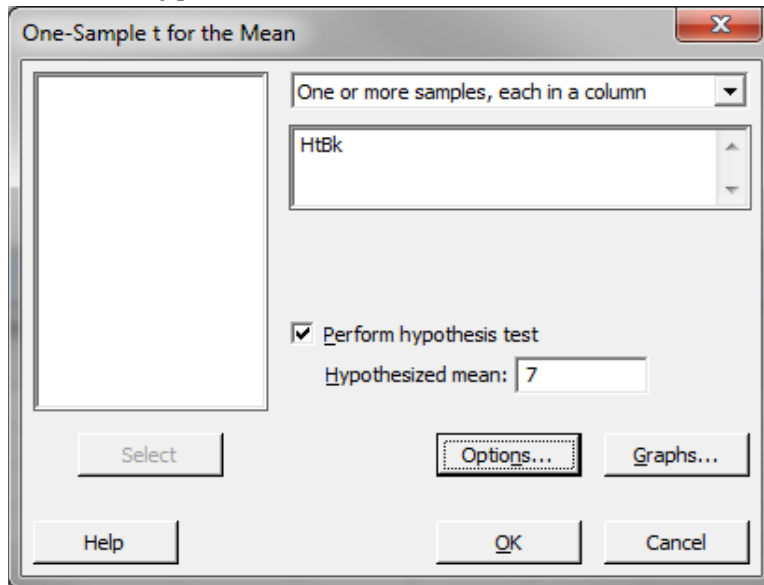 One-Sample t for the Mean
One or more samples, each in a column
HtBk
Perform hypothesis test
Hypothesized mean: 7
Select
Options...
Graphs...
Help
OK
Cancel